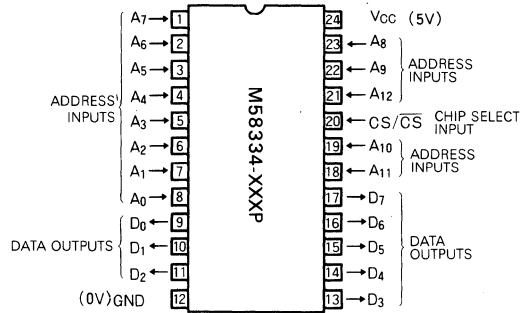 A7 → 1
A6 → 2
A5 → 3
A4 → 4
A3 → 5
A2 → 6
A1 → 7
A0 → 8
ADDRESS INPUTS
D0 ← 9
D1 ← 10
D2 ← 11
DATA OUTPUTS
(0V) GND 12
M58334-XXXP
24 VCC (5V)
23 ← A8
22 ← A9
21 ← A12
ADDRESS INPUTS
20 ← CS/C̅S̅ CHIP SELECT INPUT
19 ← A10
18 ← A11
ADDRESS INPUTS
17 → D7
16 → D6
15 → D5
14 → D4
13 → D3
DATA OUTPUTS